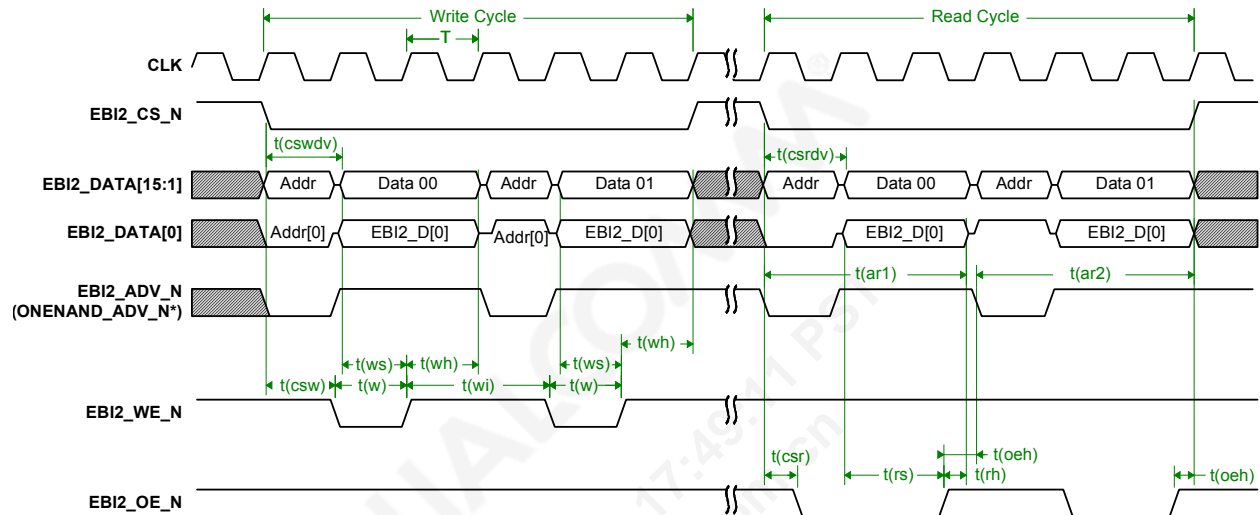 Write Cycle Read Cycle
T
CLK
EBI2_CS_N
t(cswdv) t(csrdv)
EBI2_DATA[15:1] Addr Data 00 Addr Data 01 Addr Data 00 Addr Data 01
EBI2_DATA[0] Addr[0] EBI2_D[0] Addr[0] EBI2_D[0] EBI2_D[0] EBI2_D[0]
t(ar1) t(ar2)
EBI2_ADV_N
(ONENAND_ADV_N*)
t(wh)
t(ws) t(wh) t(ws)
t(csw) t(w) t(wi) t(w)
EBI2_WE_N
t(csr) t(oeh)
t(rs) t(rh) t(oeh)
EBI2_OE_N